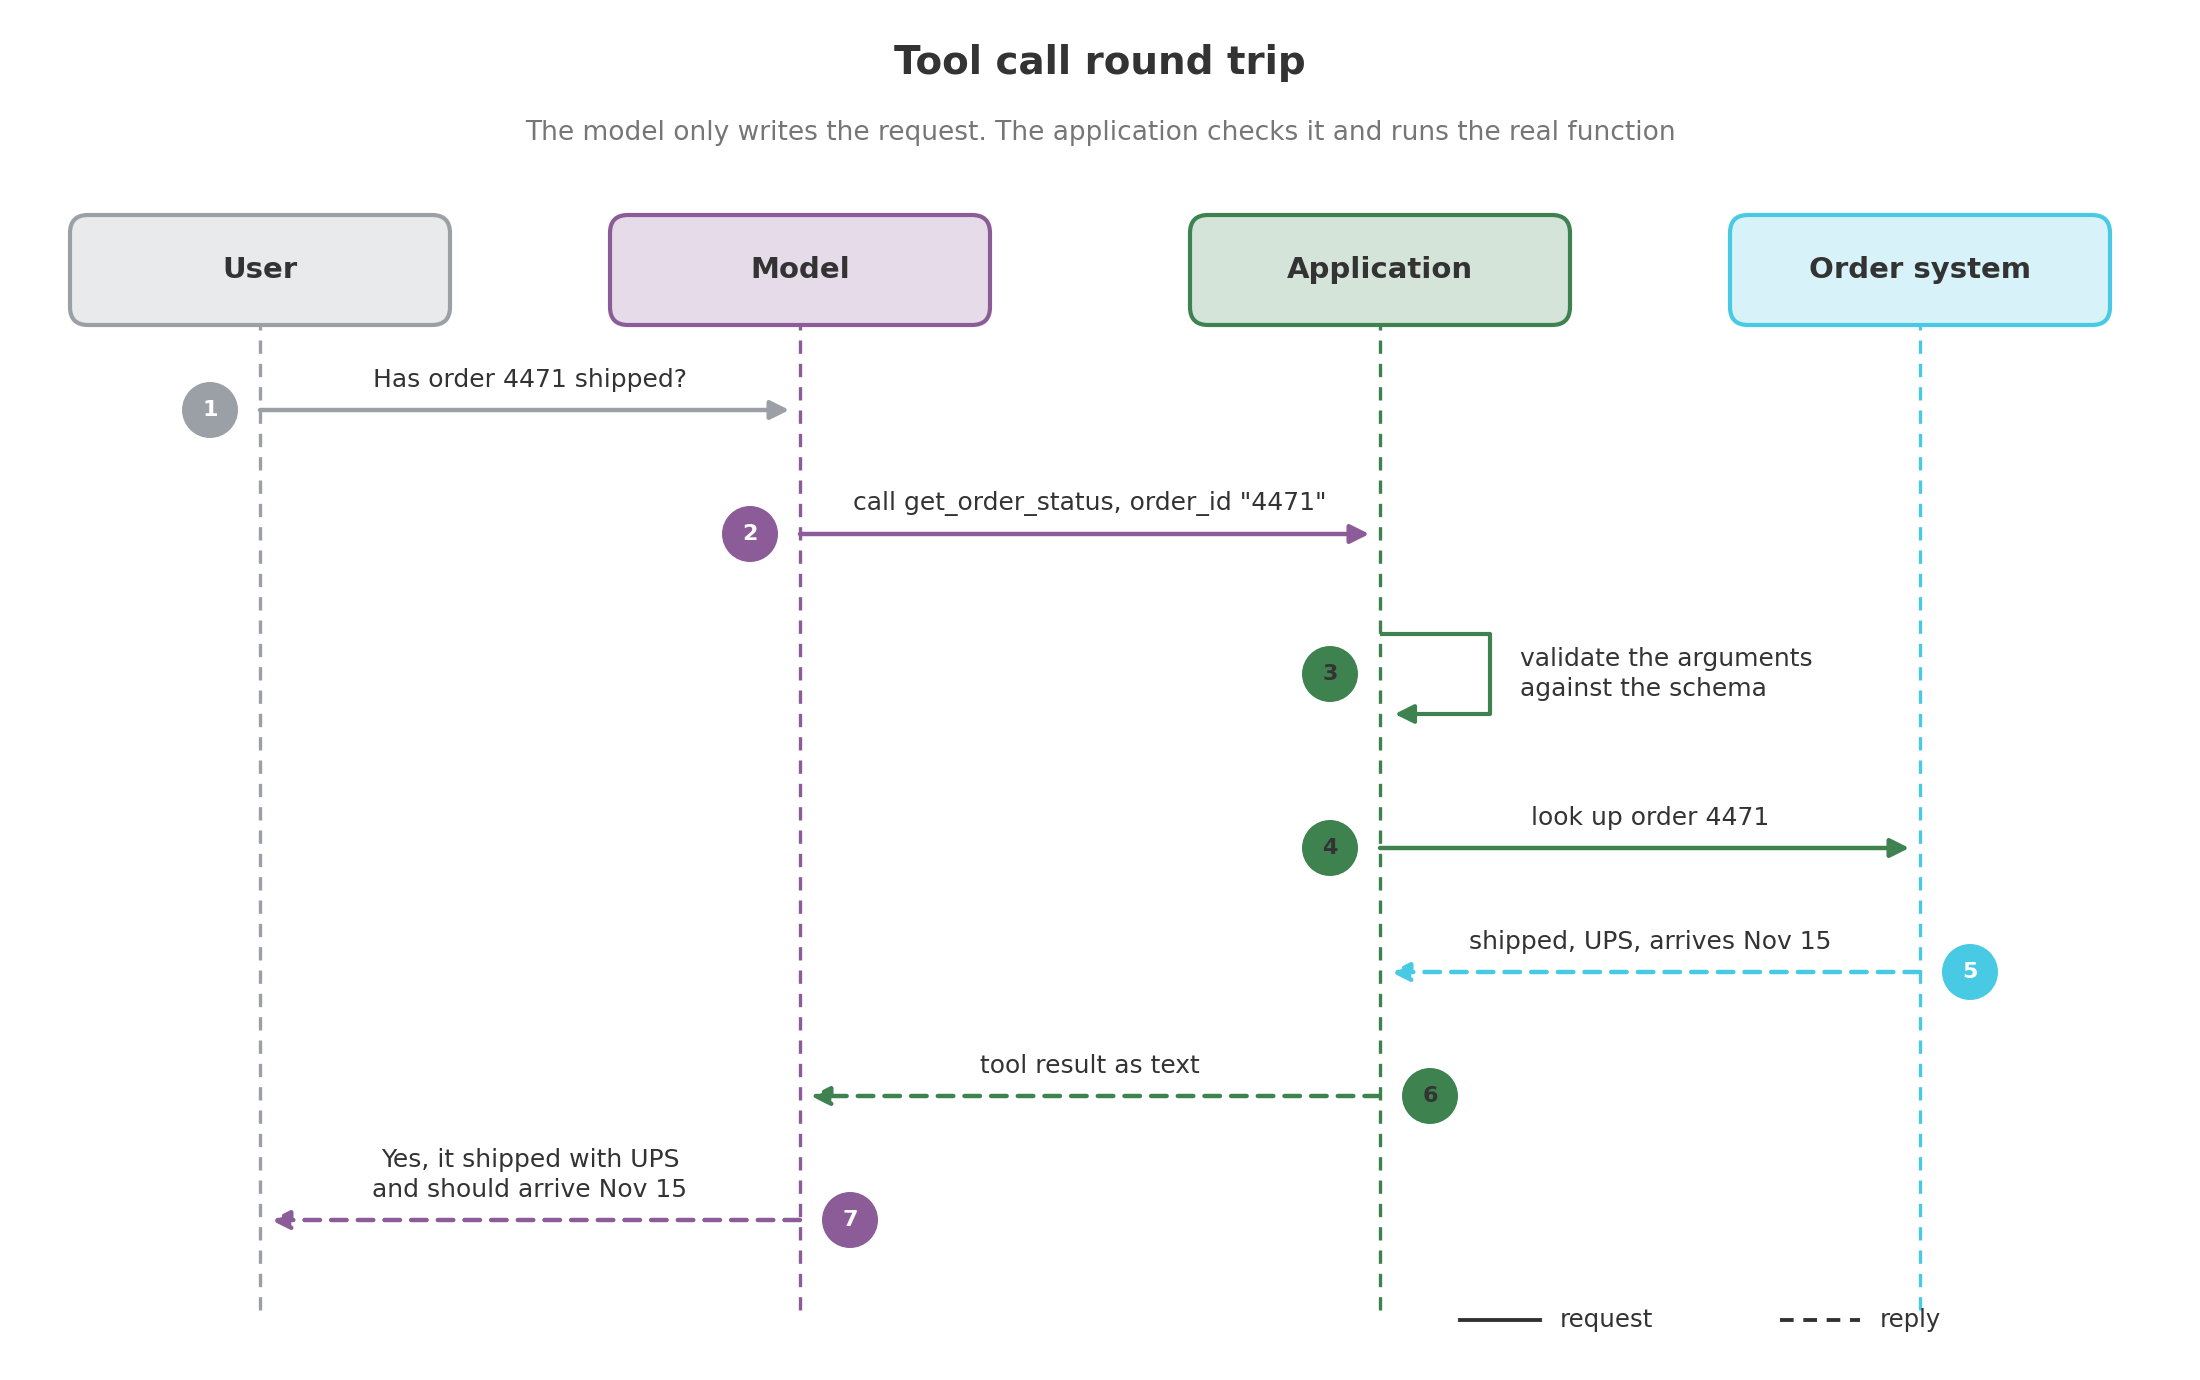 Tool call round trip
The model only writes the request. The application checks it and runs the real function
User
Model
Application
Order system
1
Has order 4471 shipped?
2
call get_order_status, order_id "4471"
3
validate the arguments
against the schema
4
look up order 4471
shipped, UPS, arrives Nov 15
5
tool result as text
6
Yes, it shipped with UPS
and should arrive Nov 15
7
request
reply